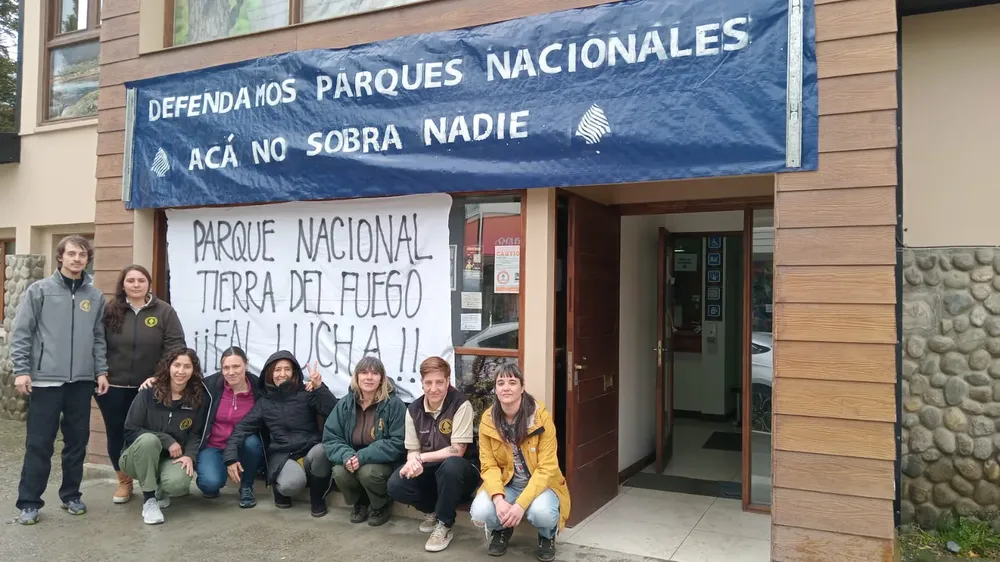 DEFENDAMOS PARQUES NACIONALES
ACÁ NO SOBRA NADIE
PARQUE NACIONAL
TIERRA DEL FUEGO
¡¡EN LUCHA!!